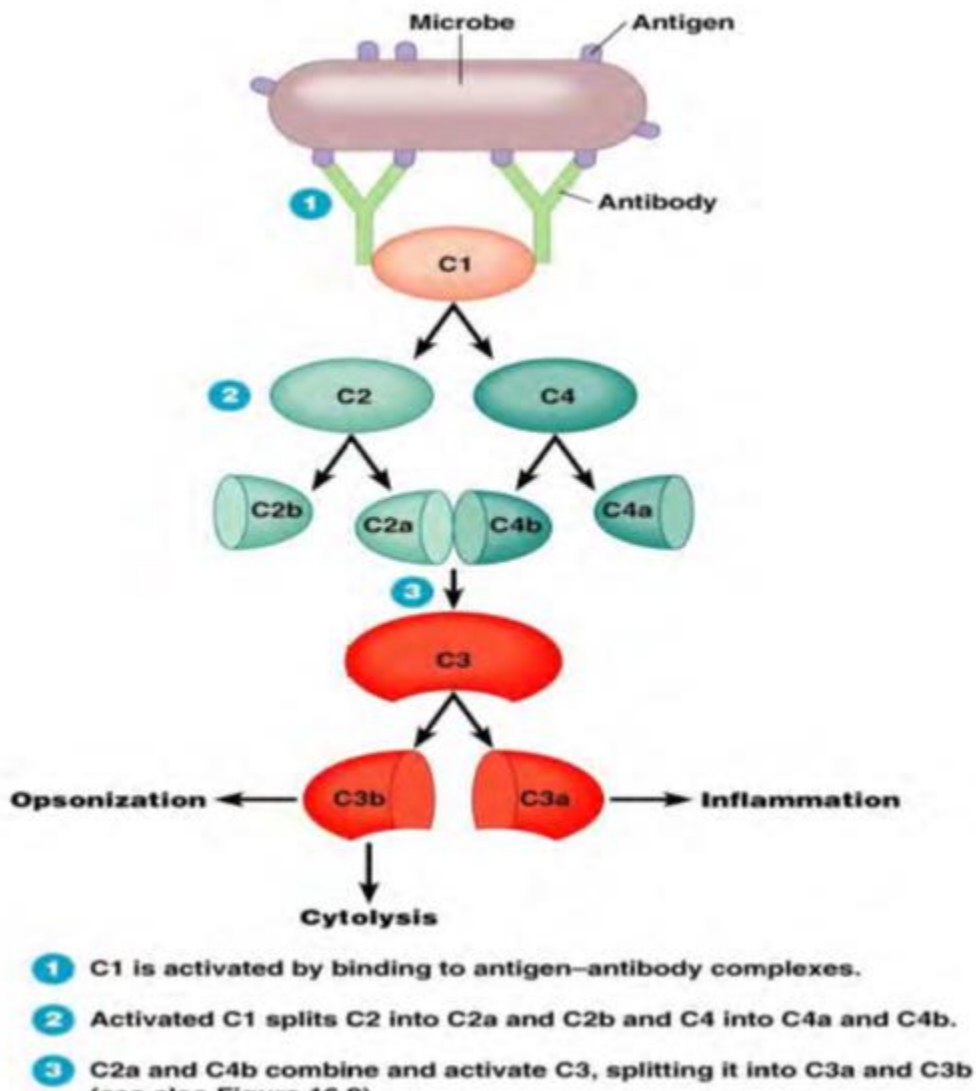 Microbe
Antigen
1
Antibody
C1
2
C2
C4
C2b
C2a
C4b
C4a
3
C3
Opsonization
C3b
C3a
Inflammation
Cytolysis
1 C1 is activated by binding to antigen–antibody complexes.
2 Activated C1 splits C2 into C2a and C2b and C4 into C4a and C4b.
3 C2a and C4b combine and activate C3, splitting it into C3a and C3b
(see also Figure